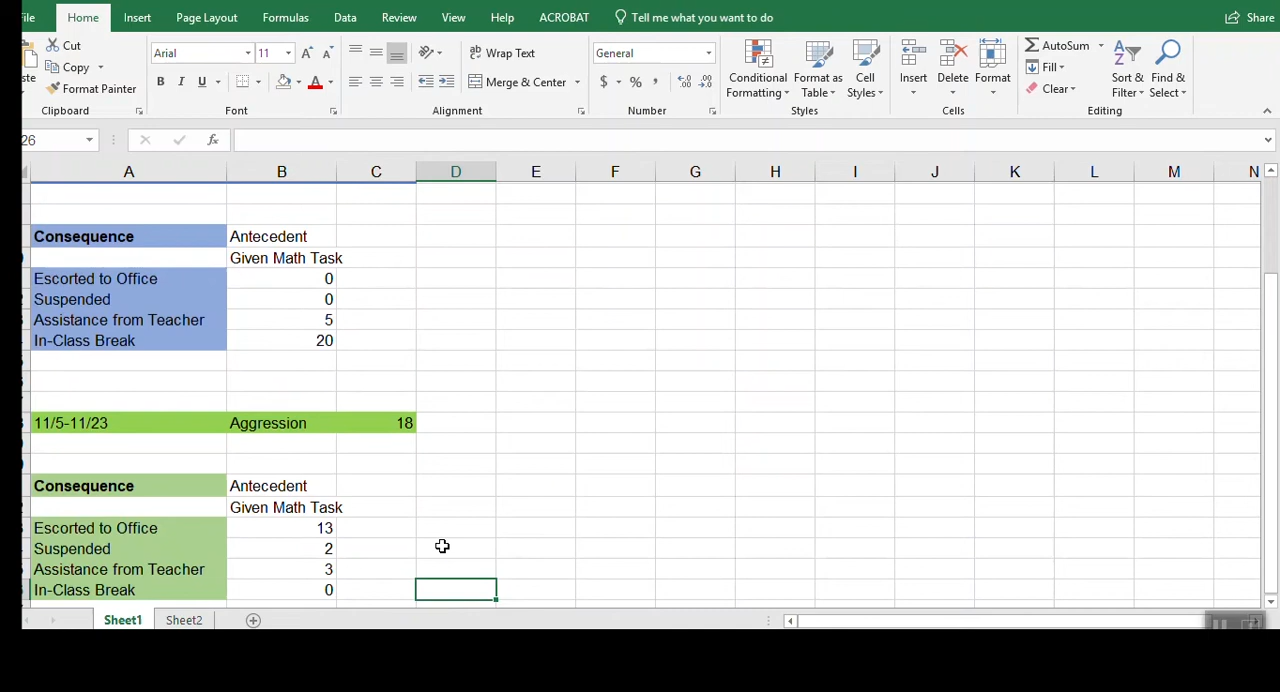 ile Home Insert Page Layout Formulas Data Review View Help ACROBAT Tell me what you want to do Share
Cut
Copy
Format Painter
ste
Clipboard
Arial 11
B I U A
Font
Wrap Text
Merge & Center
Alignment
General
$ % ,
Number
Conditional Formatting
Format as Table
Cell Styles
Styles
Insert Delete Format
Cells
AutoSum
Fill
Clear
Sort & Filter
Find & Select
Editing
26 fx
A B C D E F G H I J K L M N
Consequence Antecedent
Given Math Task
Escorted to Office 0
Suspended 0
Assistance from Teacher 5
In-Class Break 20
11/5-11/23 Aggression 18
Consequence Antecedent
Given Math Task
Escorted to Office 13
Suspended 2
Assistance from Teacher 3
In-Class Break 0
Sheet1 Sheet2